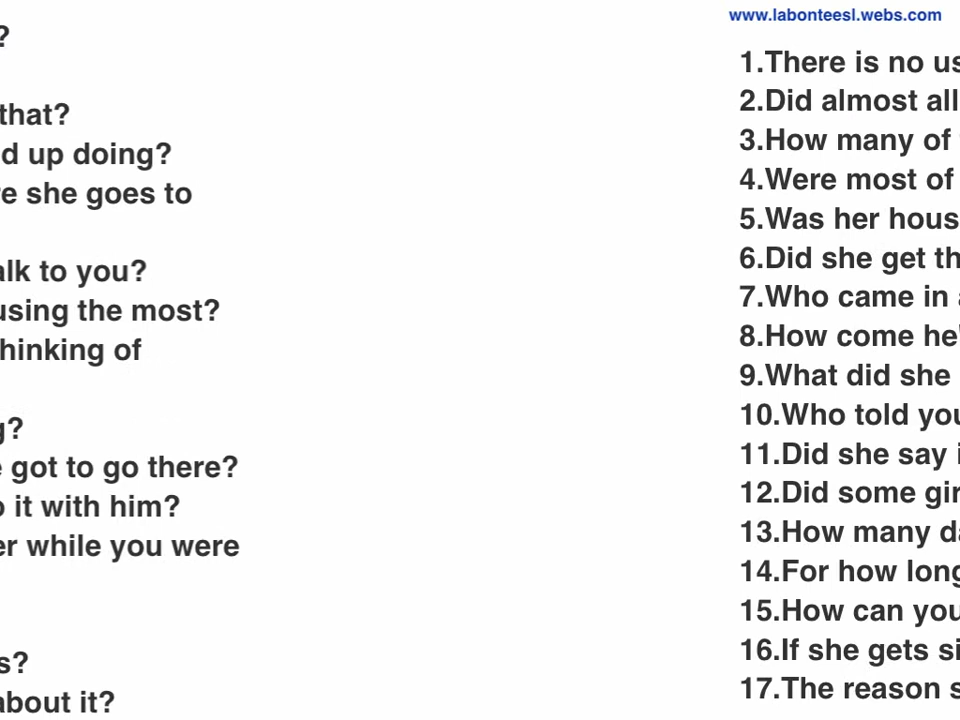 ?
that?
d up doing?
e she goes to
alk to you?
using the most?
hinking of
g?
got to go there?
it with him?
er while you were
s?
about it?
www.labonteesl.webs.com
1.There is no us
2.Did almost all
3.How many of
4.Were most of
5.Was her hous
6.Did she get th
7.Who came in
8.How come he'
9.What did she
10.Who told you
11.Did she say i
12.Did some gir
13.How many da
14.For how long
15.How can you
16.If she gets si
17.The reason s